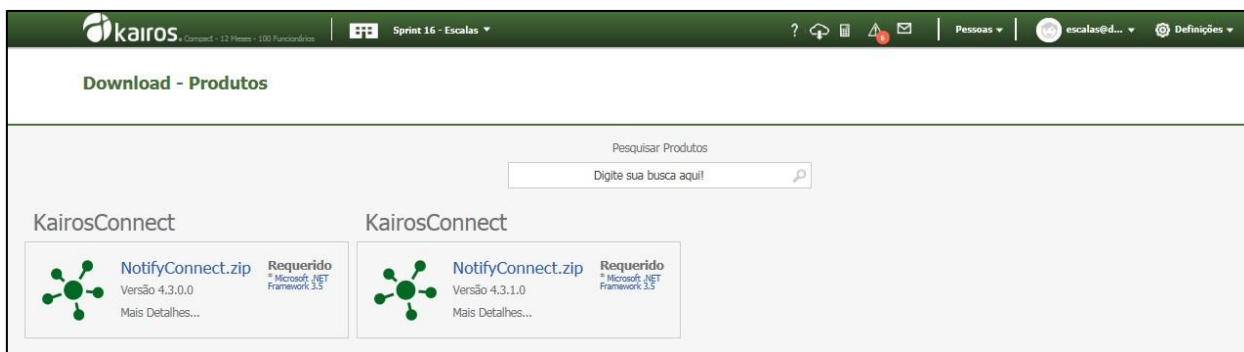 kairos. Compact - 12 Meses - 100 Funcionários Sprint 16 - Escalas ? 6 Pessoas escalas@d... Definições
Download - Produtos
Pesquisar Produtos
Digite sua busca aqui!
KairosConnect KairosConnect
NotifyConnect.zip Requerido NotifyConnect.zip Requerido
* Microsoft .NET * Microsoft .NET
Versão 4.3.0.0 Framework 3.5 Versão 4.3.1.0 Framework 3.5
Mais Detalhes... Mais Detalhes...